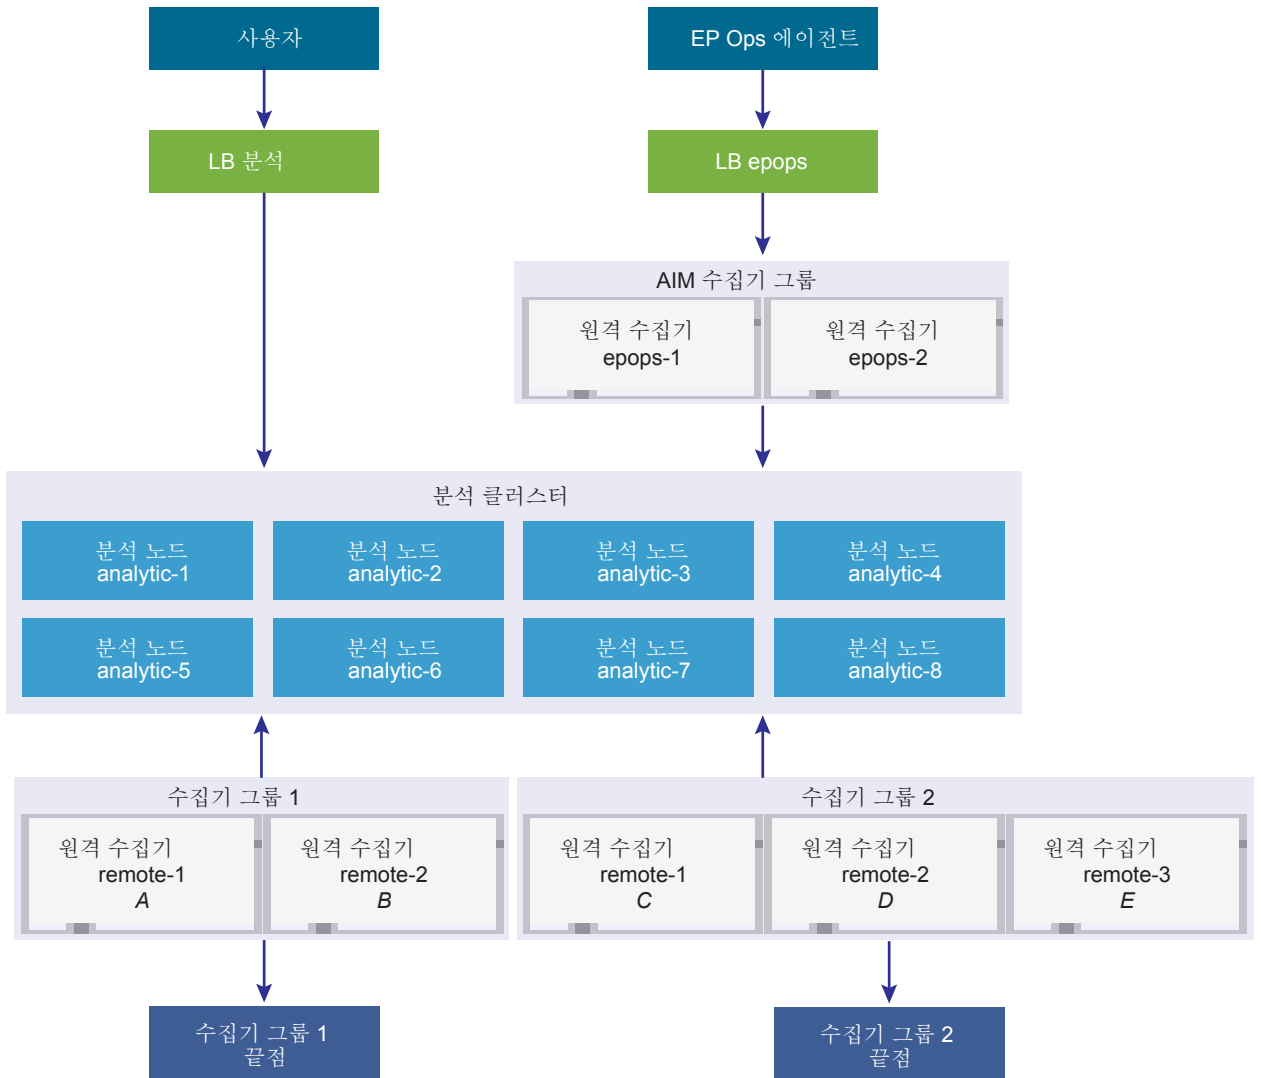 사용자
EP Ops 에이전트
LB 분석
LB epops
AIM 수집기 그룹
원격 수집기
epops-1
원격 수집기
epops-2
분석 클러스터
분석 노드
analytic-1
분석 노드
analytic-2
분석 노드
analytic-3
분석 노드
analytic-4
분석 노드
analytic-5
분석 노드
analytic-6
분석 노드
analytic-7
분석 노드
analytic-8
수집기 그룹 1
원격 수집기
remote-1
A
원격 수집기
remote-2
B
수집기 그룹 2
원격 수집기
remote-1
C
원격 수집기
remote-2
D
원격 수집기
remote-3
E
수집기 그룹 1
끝점
수집기 그룹 2
끝점